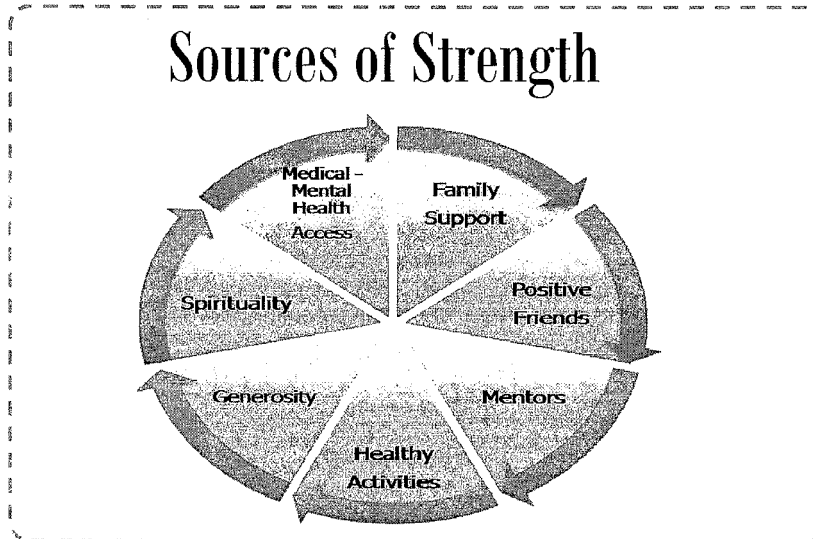 Sources of Strength
Medical –
Mental
Health
Access
Family
Support
Positive
Friends
Mentors
Healthy
Activities
Generosity
Spirituality